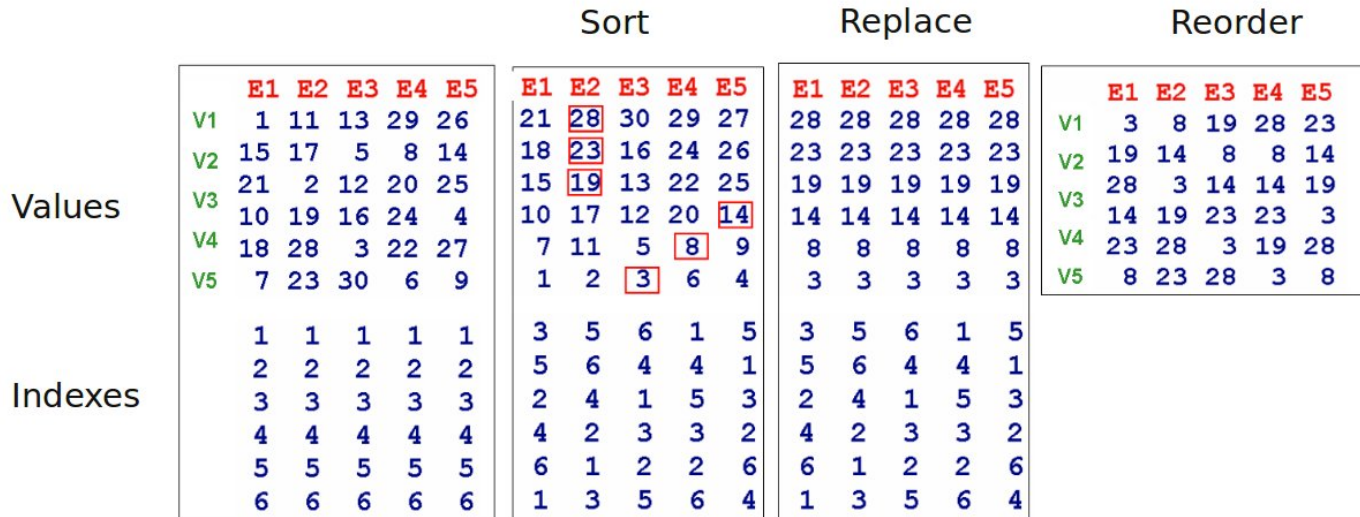 Sort Replace Reorder
E1 E2 E3 E4 E5 E1 E2 E3 E4 E5 E1 E2 E3 E4 E5 E1 E2 E3 E4 E5
V1 1 11 13 29 26 21 28 30 29 27 28 28 28 28 28 V1 3 8 19 28 23
V2 15 17 5 8 14 18 23 16 24 26 23 23 23 23 23 V2 19 14 8 8 14
Values V3 21 2 12 20 25 15 19 13 22 25 19 19 19 19 19 V3 28 3 14 14 19
10 19 16 24 4 10 17 12 20 14 14 14 14 14 14 14 19 23 23 3
V4 18 28 3 22 27 7 11 5 8 9 8 8 8 8 8 V4 23 28 3 19 28
V5 7 23 30 6 9 1 2 3 6 4 3 3 3 3 3 V5 8 23 28 3 8
1 1 1 1 1 3 5 6 1 5 3 5 6 1 5
2 2 2 2 2 5 6 4 4 1 5 6 4 4 1
Indexes 3 3 3 3 3 2 4 1 5 3 2 4 1 5 3
4 4 4 4 4 4 2 3 3 2 4 2 3 3 2
5 5 5 5 5 6 1 2 2 6 6 1 2 2 6
6 6 6 6 6 1 3 5 6 4 1 3 5 6 4